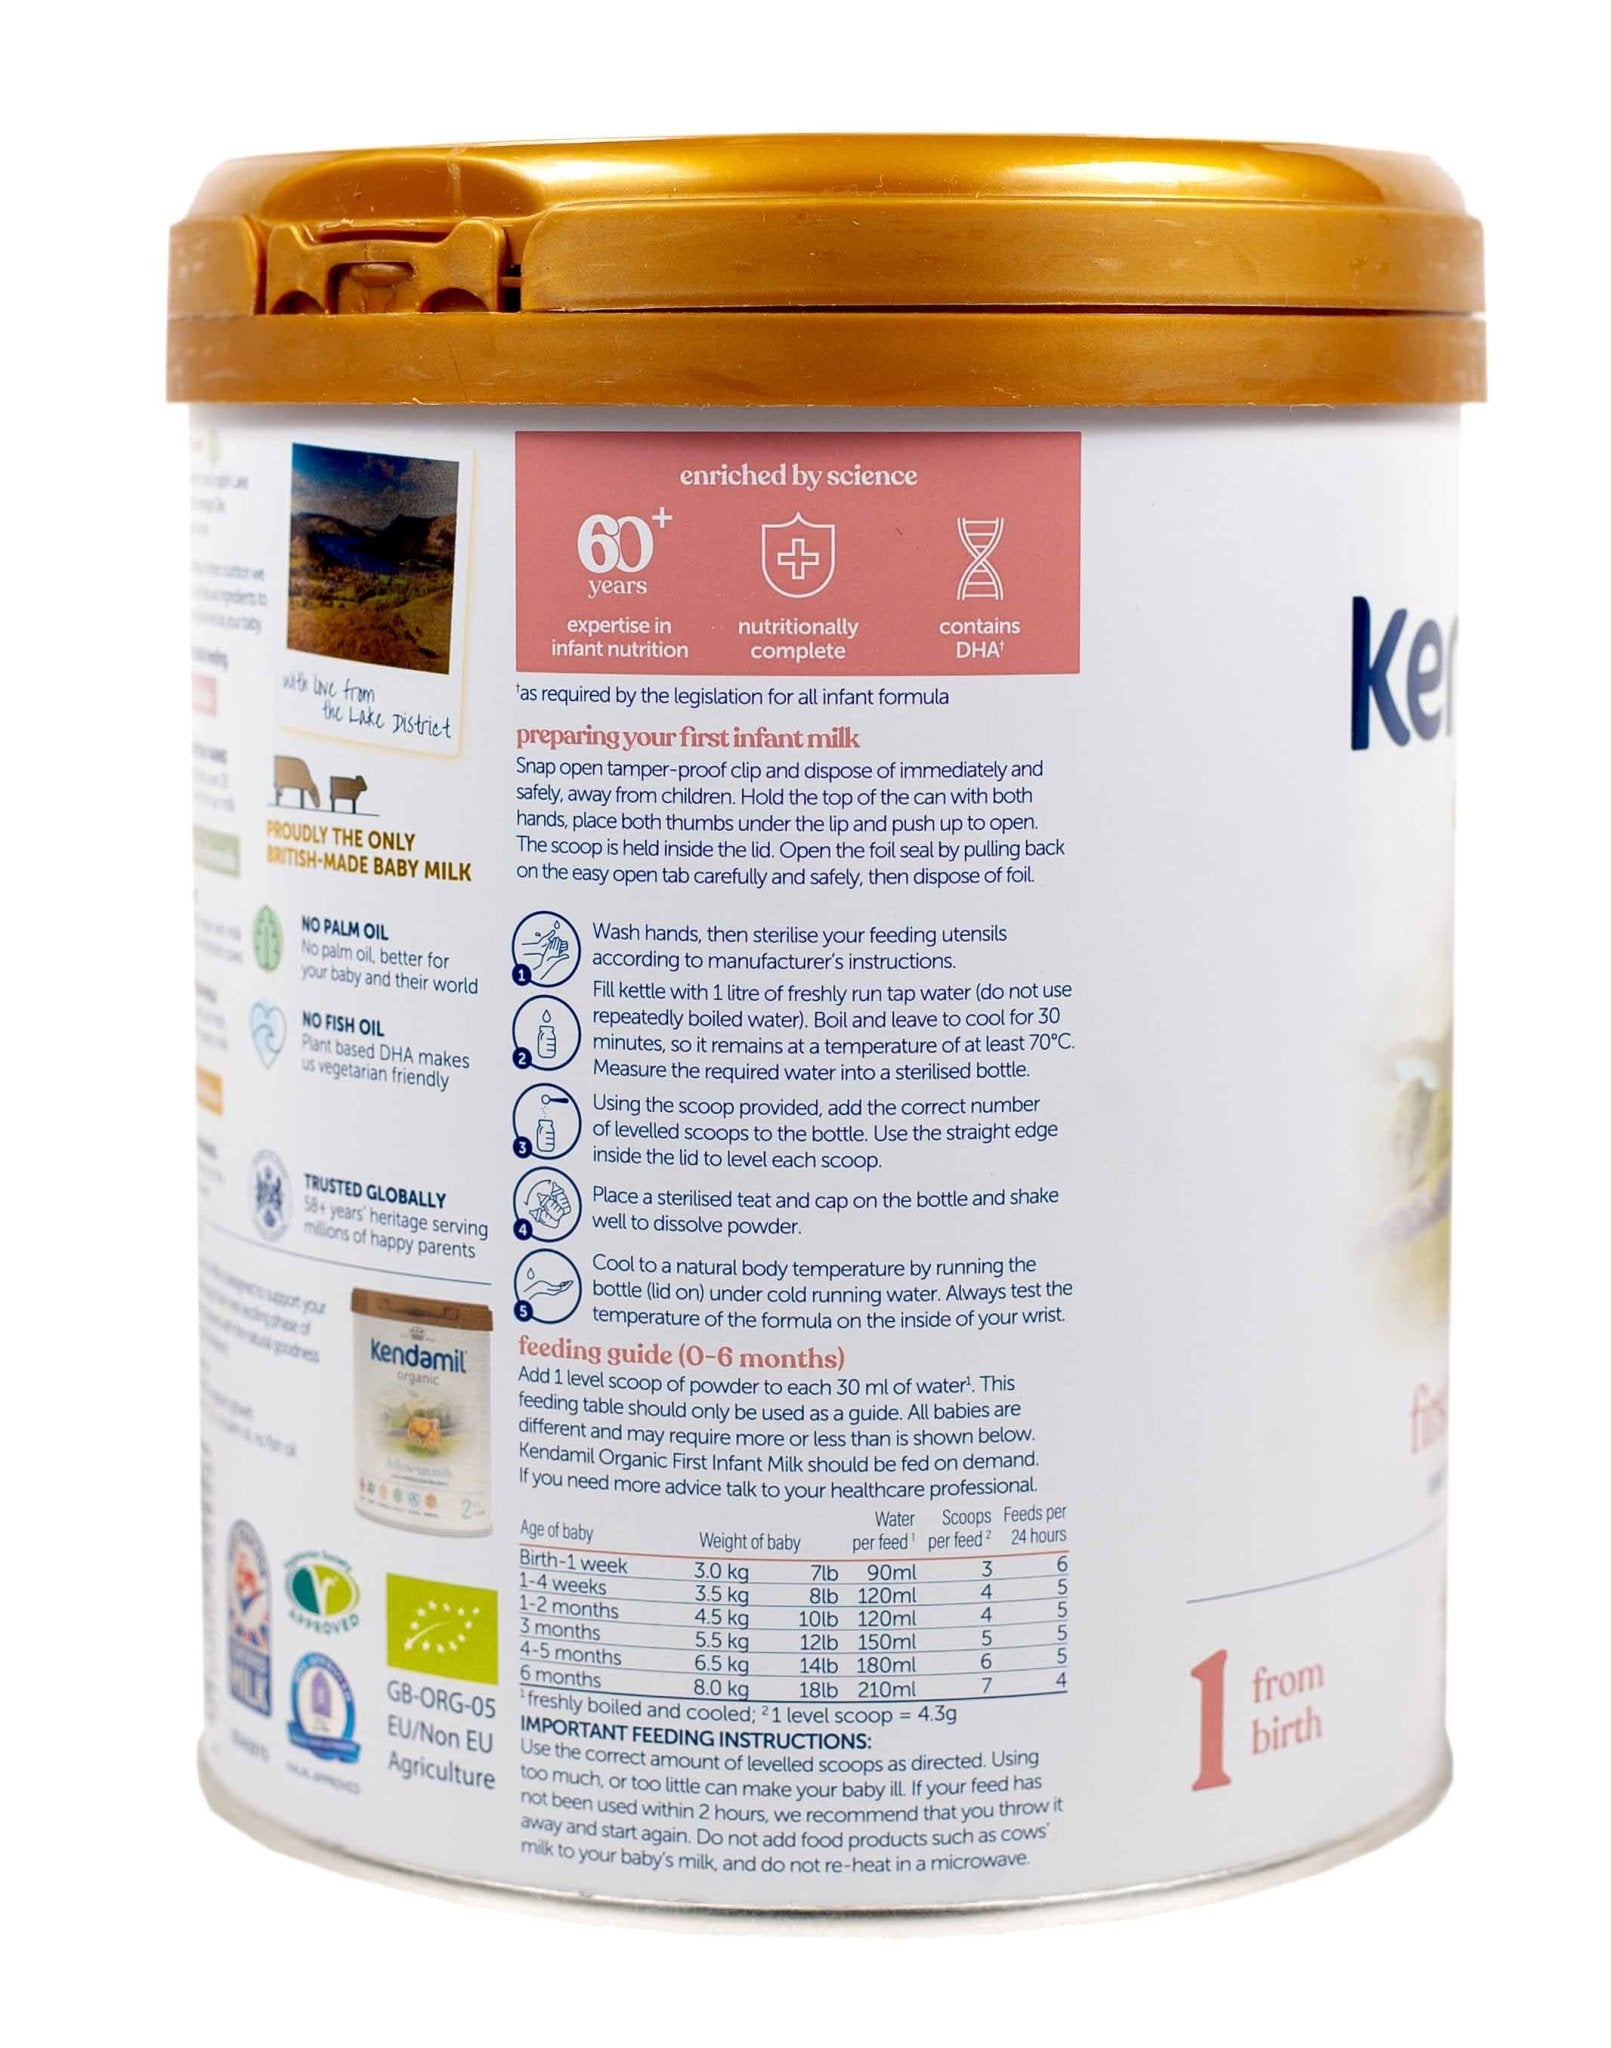 with love from
the Lake District
PROUDLY THE ONLY
BRITISH-MADE BABY MILK
NO PALM OIL
No palm oil, better for
your baby and their world
NO FISH OIL
Plant based DHA makes
us vegetarian friendly
TRUSTED GLOBALLY
58+ years' heritage serving
millions of happy parents
Kendamil
organic
2
APPROVED
MILK
GB-ORG-05
EU/Non EU
Agriculture
enriched by science
60+
years
expertise in
infant nutrition
nutritionally
complete
contains
DHA†
†as required by the legislation for all infant formula
preparing your first infant milk
Snap open tamper-proof clip and dispose of immediately and
safely, away from children. Hold the top of the can with both
hands, place both thumbs under the lip and push up to open.
The scoop is held inside the lid. Open the foil seal by pulling back
on the easy open tab carefully and safely, then dispose of foil.
1
Wash hands, then sterilise your feeding utensils
according to manufacturer's instructions.
2
Fill kettle with 1 litre of freshly run tap water (do not use
repeatedly boiled water). Boil and leave to cool for 30
minutes, so it remains at a temperature of at least 70°C.
Measure the required water into a sterilised bottle.
3
Using the scoop provided, add the correct number
of levelled scoops to the bottle. Use the straight edge
inside the lid to level each scoop.
4
Place a sterilised teat and cap on the bottle and shake
well to dissolve powder.
5
Cool to a natural body temperature by running the
bottle (lid on) under cold running water. Always test the
temperature of the formula on the inside of your wrist.
feeding guide (0-6 months)
Add 1 level scoop of powder to each 30 ml of water¹. This
feeding table should only be used as a guide. All babies are
different and may require more or less than is shown below.
Kendamil Organic First Infant Milk should be fed on demand.
If you need more advice talk to your healthcare professional.
Age of baby Weight of baby Water per feed ¹ Scoops per feed ² Feeds per 24 hours
Birth-1 week 3.0 kg 7lb 90ml 3 6
1-4 weeks 3.5 kg 8lb 120ml 4 5
1-2 months 4.5 kg 10lb 120ml 4 5
3 months 5.5 kg 12lb 150ml 5 5
4-5 months 6.5 kg 14lb 180ml 6 5
6 months 8.0 kg 18lb 210ml 7 4
¹ freshly boiled and cooled; ² 1 level scoop = 4.3g
IMPORTANT FEEDING INSTRUCTIONS:
Use the correct amount of levelled scoops as directed. Using
too much, or too little can make your baby ill. If your feed has
not been used within 2 hours, we recommend that you throw it
away and start again. Do not add food products such as cows'
milk to your baby's milk, and do not re-heat in a microwave.
Ken
1
from
birth